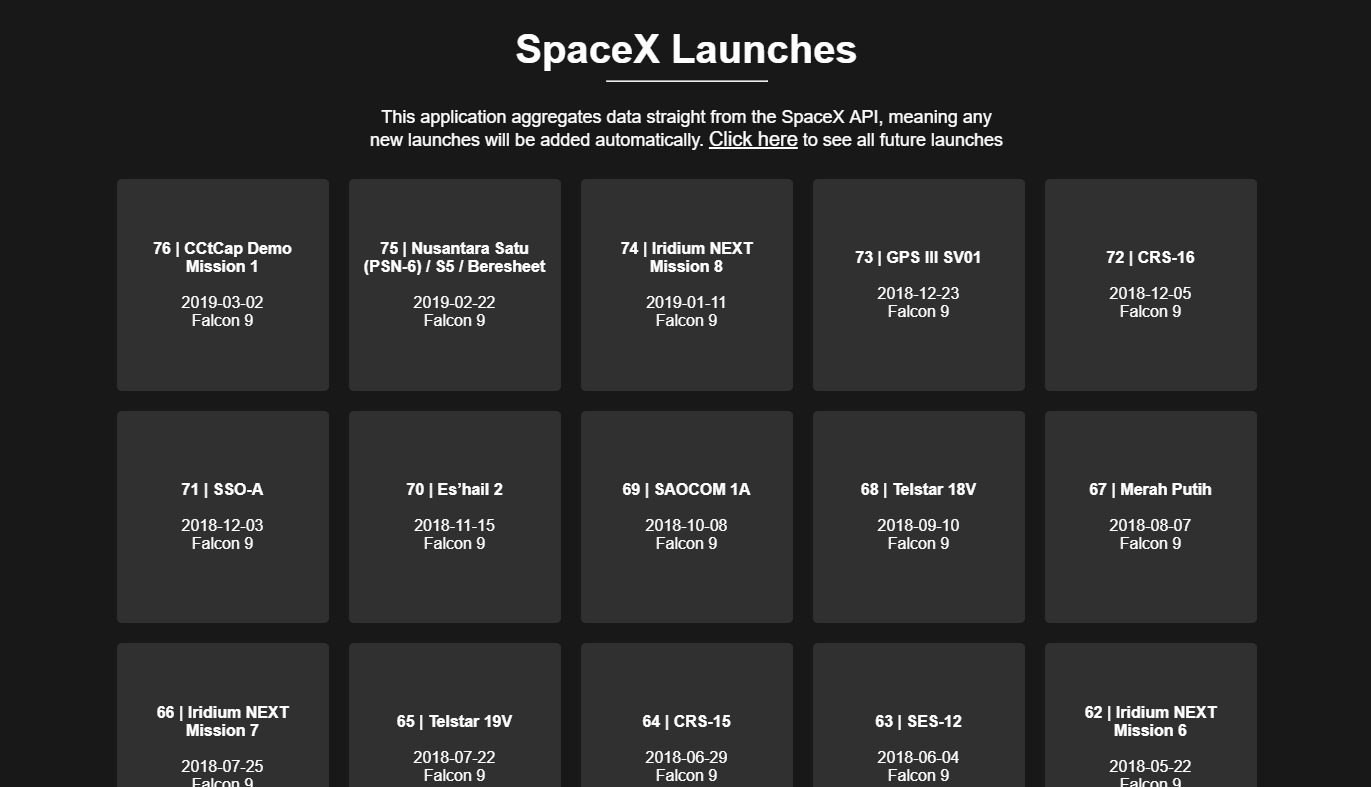 SpaceX Launches
This application aggregates data straight from the SpaceX API, meaning any
new launches will be added automatically. Click here to see all future launches
76 | CCtCap Demo
Mission 1
2019-03-02
Falcon 9
75 | Nusantara Satu
(PSN-6) / S5 / Beresheet
2019-02-22
Falcon 9
74 | Iridium NEXT
Mission 8
2019-01-11
Falcon 9
73 | GPS III SV01
2018-12-23
Falcon 9
72 | CRS-16
2018-12-05
Falcon 9
71 | SSO-A
2018-12-03
Falcon 9
70 | Es’hail 2
2018-11-15
Falcon 9
69 | SAOCOM 1A
2018-10-08
Falcon 9
68 | Telstar 18V
2018-09-10
Falcon 9
67 | Merah Putih
2018-08-07
Falcon 9
66 | Iridium NEXT
Mission 7
2018-07-25
Falcon 9
65 | Telstar 19V
2018-07-22
Falcon 9
64 | CRS-15
2018-06-29
Falcon 9
63 | SES-12
2018-06-04
Falcon 9
62 | Iridium NEXT
Mission 6
2018-05-22
Falcon 9